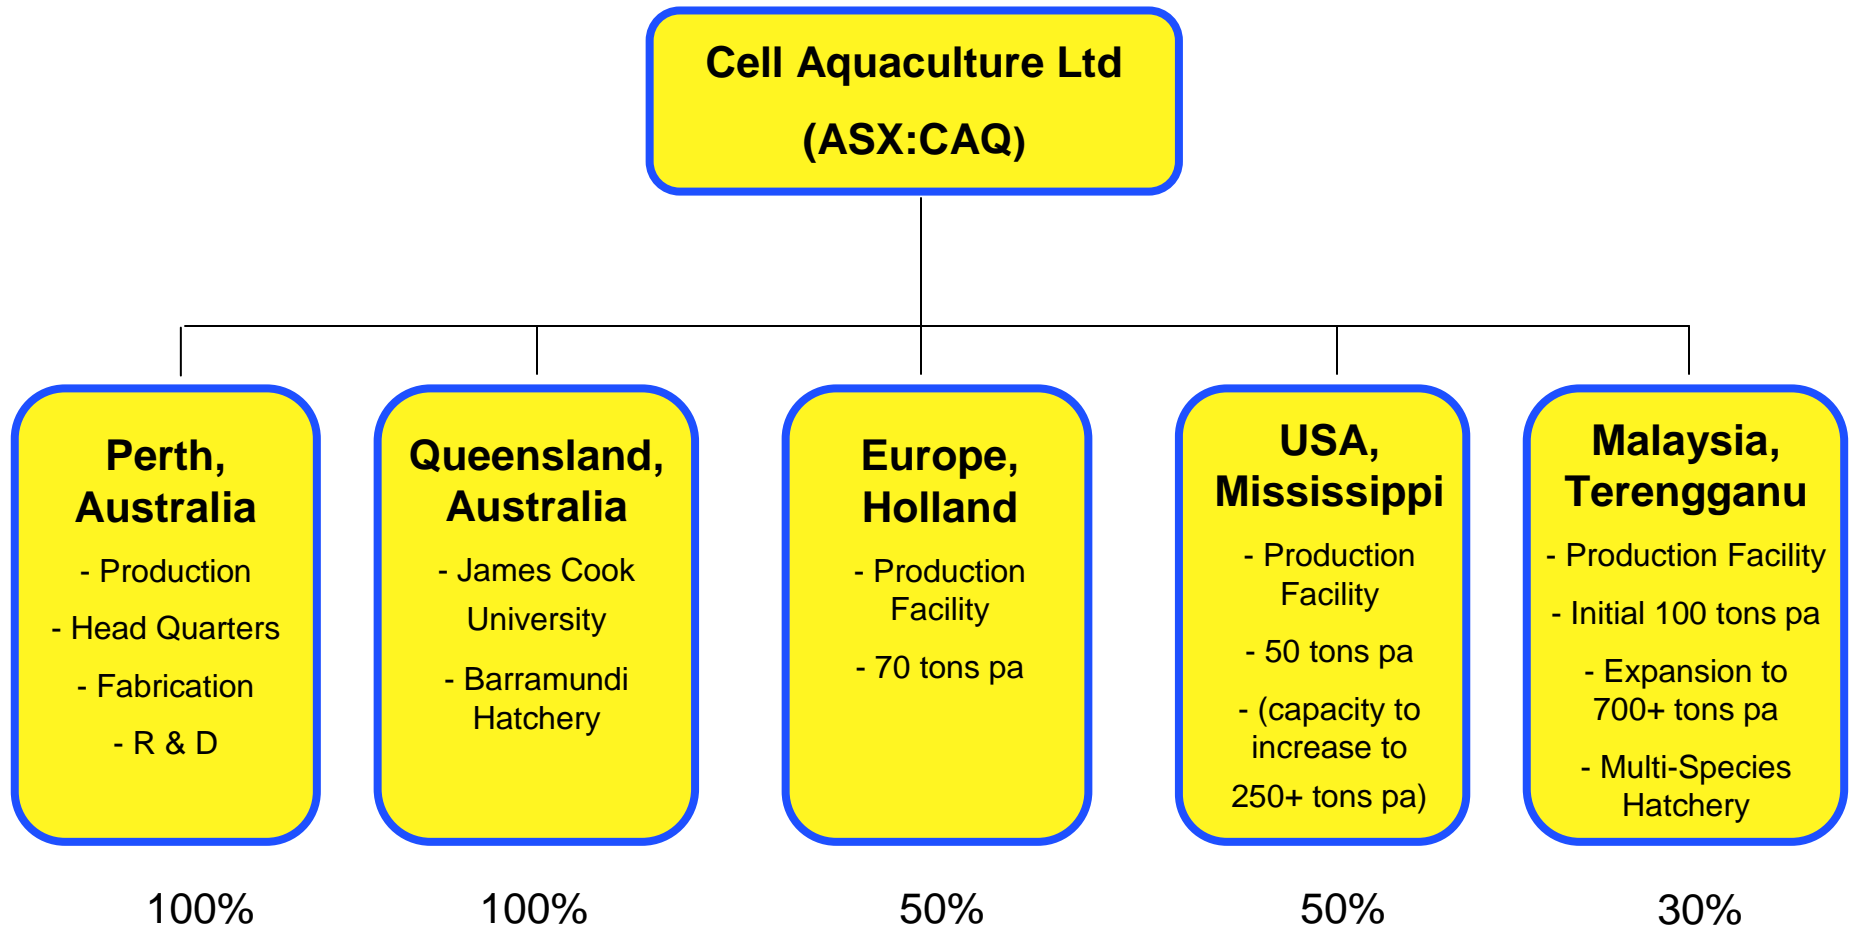 Cell Aquaculture Ltd
(ASX:CAQ)
Perth,
Australia
- Production
- Head Quarters
- Fabrication
- R & D
Queensland,
Australia
- James Cook
University
- Barramundi
Hatchery
Europe,
Holland
- Production
Facility
- 70 tons pa
USA,
Mississippi
- Production
Facility
- 50 tons pa
- (capacity to
increase to
250+ tons pa)
Malaysia,
Terengganu
- Production Facility
- Initial 100 tons pa
- Expansion to
700+ tons pa
- Multi-Species
Hatchery
100%
100%
50%
50%
30%